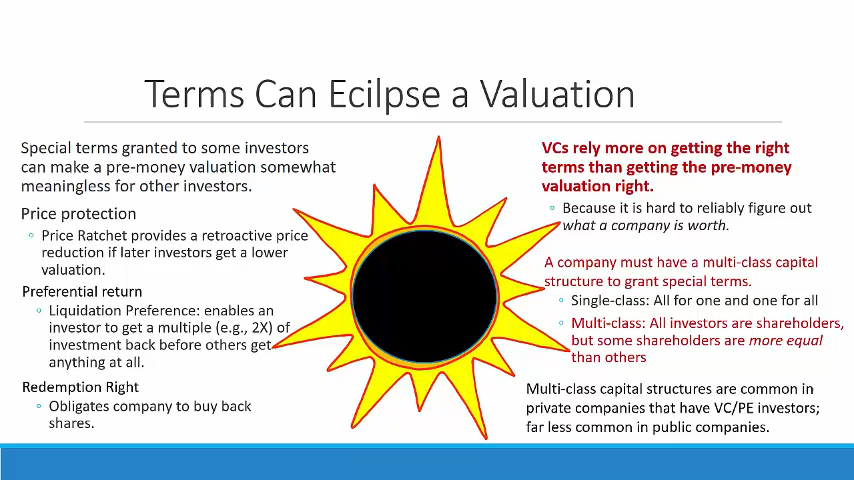 Terms Can Ecilpse a Valuation
Special terms granted to some investors
can make a pre-money valuation somewhat
meaningless for other investors.
Price protection
◦ Price Ratchet provides a retroactive price
reduction if later investors get a lower
valuation.
Preferential return
◦ Liquidation Preference: enables an
investor to get a multiple (e.g., 2X) of
investment back before others get
anything at all.
Redemption Right
◦ Obligates company to buy back
shares.
VCs rely more on getting the right
terms than getting the pre-money
valuation right.
◦ Because it is hard to reliably figure out
what a company is worth.
A company must have a multi-class capital
structure to grant special terms.
◦ Single-class: All for one and one for all
◦ Multi-class: All investors are shareholders,
but some shareholders are more equal
than others
Multi-class capital structures are common in
private companies that have VC/PE investors;
far less common in public companies.